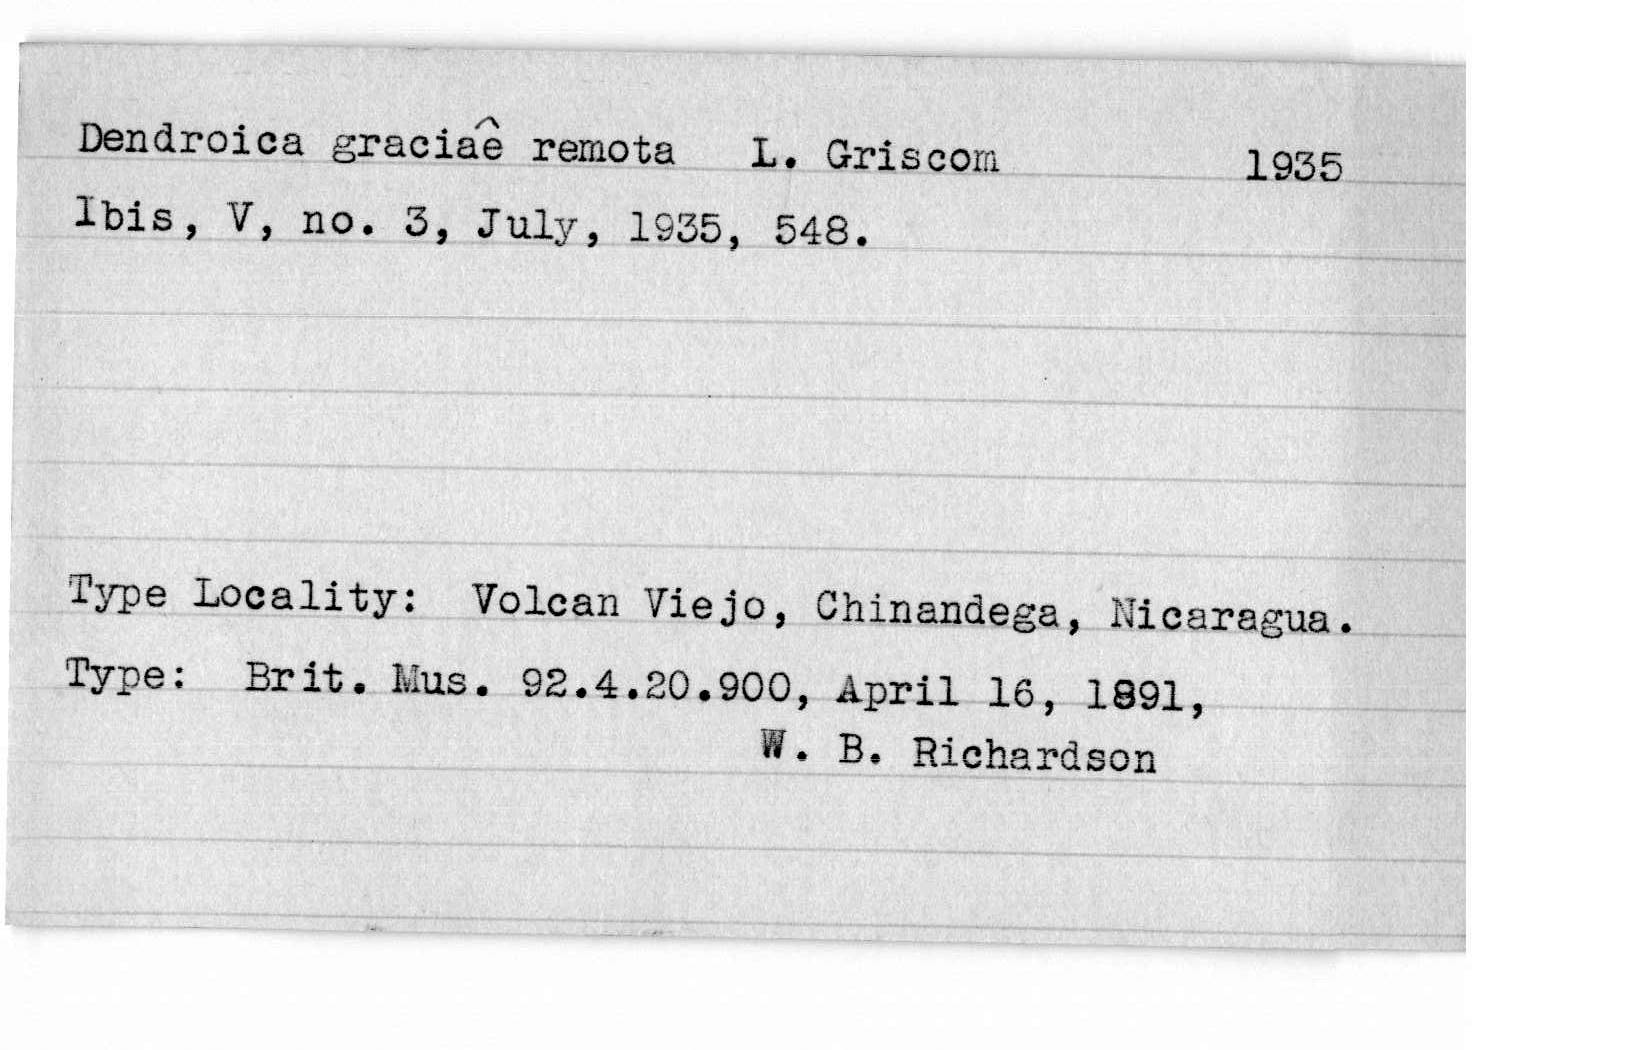 Dendroica graciaê remota L. Griscom 1935
Ibis, V, no. 3, July, 1935, 548.
Type Locality: Volcan Viejo, Chinandega, Nicaragua.
Type: Brit. Mus. 92.4.20.900, April 16, 1891,
W. B. Richardson